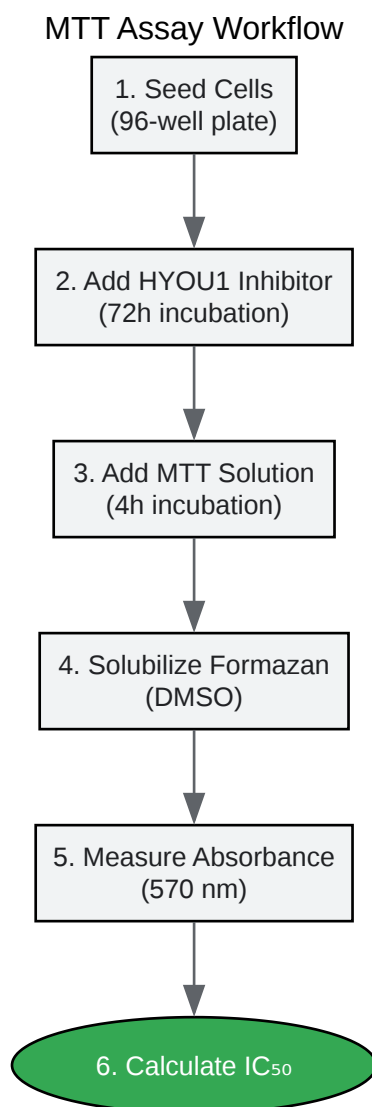 MTT Assay Workflow
1. Seed Cells
(96-well plate)
2. Add HYOU1 Inhibitor
(72h incubation)
3. Add MTT Solution
(4h incubation)
4. Solubilize Formazan
(DMSO)
5. Measure Absorbance
(570 nm)
6. Calculate IC₅₀